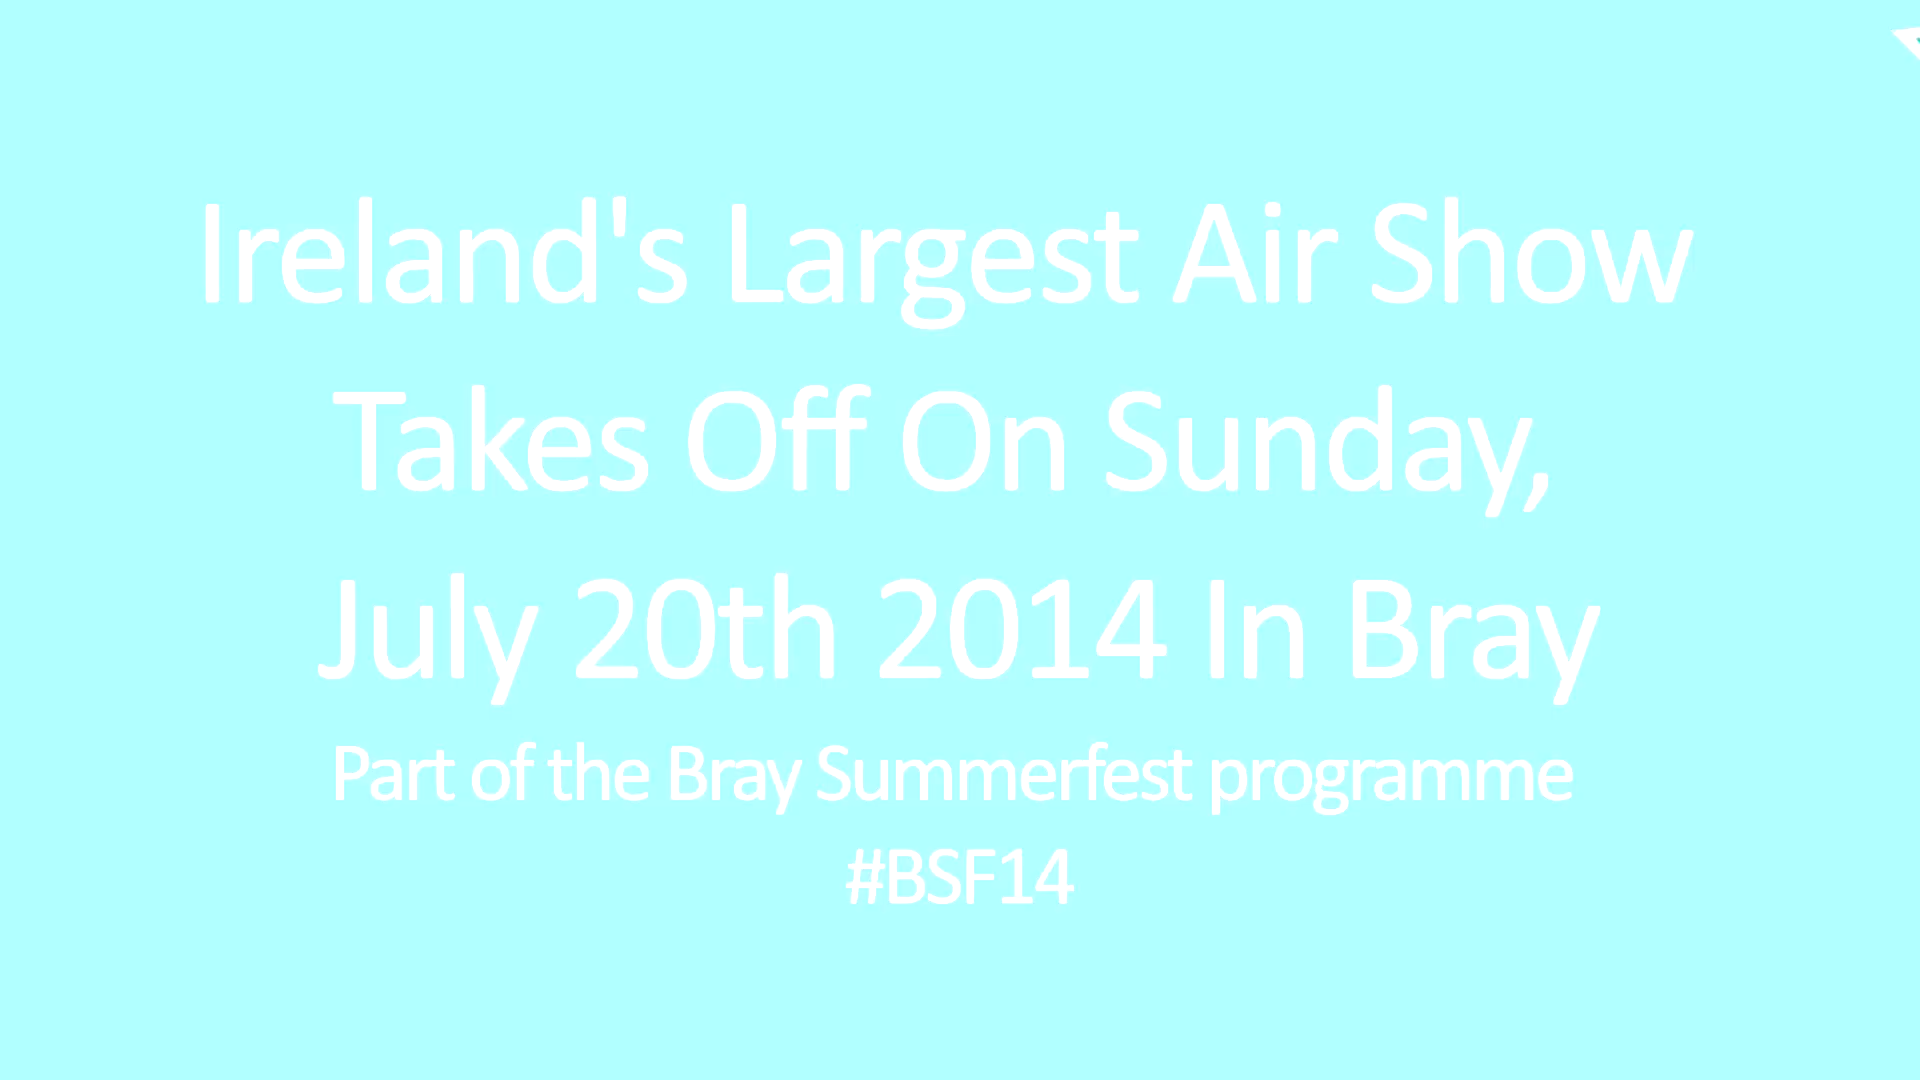 Ireland's Largest Air Show
Takes Off On Sunday,
July 20th 2014 In Bray
Part of the Bray Summerfest programme
#BSF14